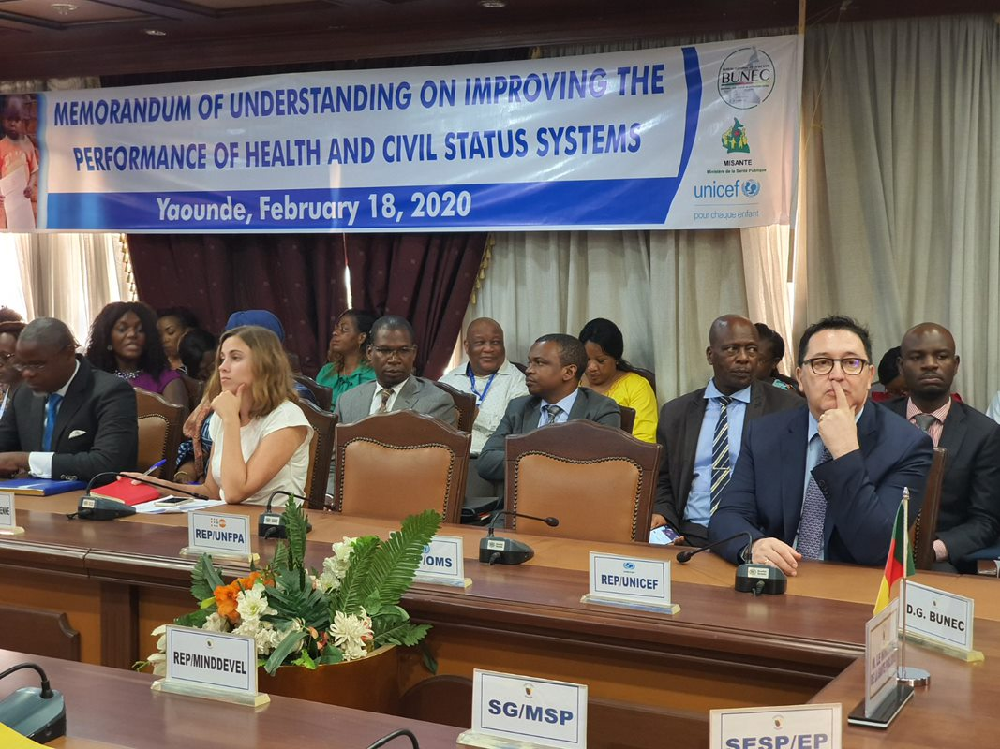 MEMORANDUM OF UNDERSTANDING ON IMPROVING THE
PERFORMANCE OF HEALTH AND CIVIL STATUS SYSTEMS
Yaounde, February 18, 2020
BUNEC
MISANTE
Ministère de la Santé Publique
unicef
pour chaque enfant
ENNE
REP/UNFPA
/OMS
REP/UNICEF
D.G. BUNEC
REP/MINDDEVEL
SG/MSP
SESP/EP